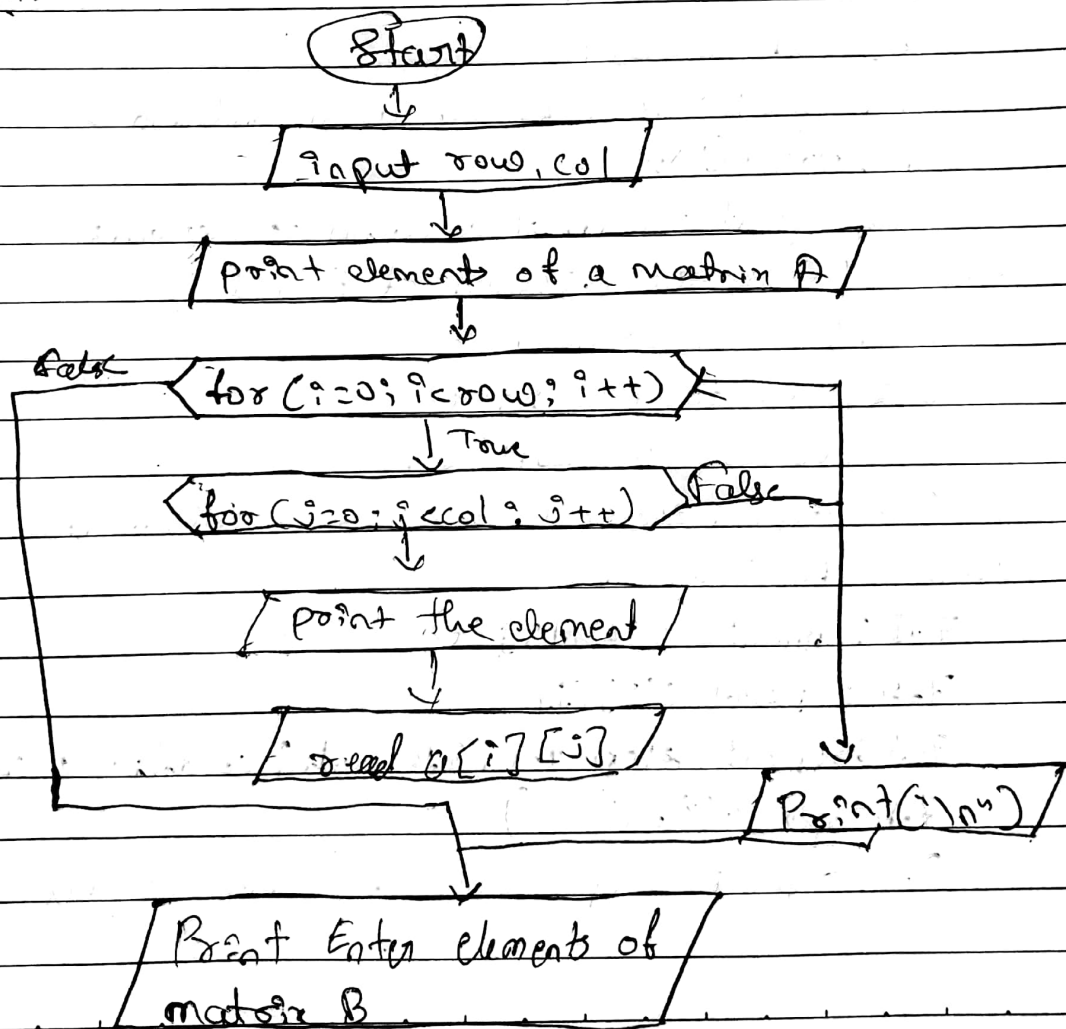 Start
input row, col
print elements of a matrix A
False
for (i=0; i<row; i++)
True
for (j=0; j<col; j++)
False
print the element
read a[i][j]
Print("\n")
Print Enter elements of
matrix B